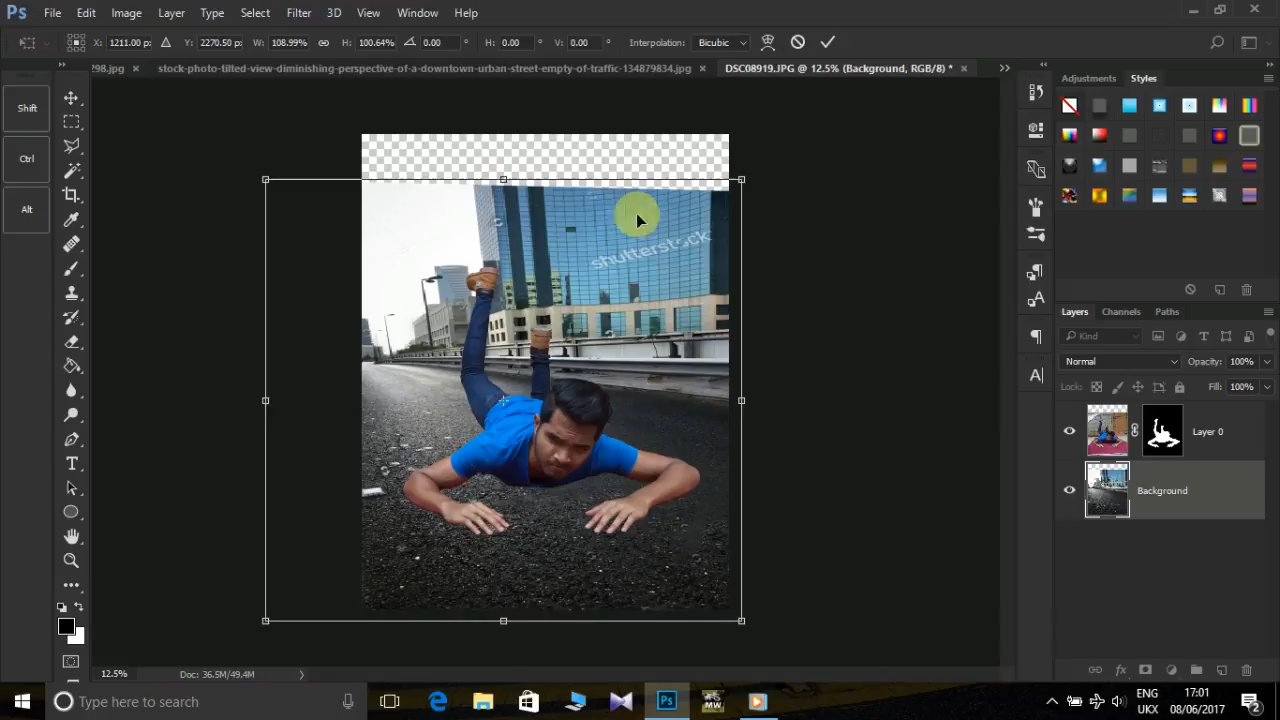 Ps File Edit Image Layer Type Select Filter 3D View Window Help
X: 1211.00 px Y: 2270.50 px W: 108.99% H: 100.64% 0.00 ° H: 0.00 ° V: 0.00 ° Interpolation: Bicubic
298.jpg × stock-photo-tilted-view-diminishing-perspective-of-a-downtown-urban-street-empty-of-traffic-134879834.jpg × DSC08919.JPG @ 12.5% (Background, RGB/8) * ×
Adjustments Styles
Shift
Ctrl
Alt
shutterstock
Layers Channels Paths
Kind
Normal Opacity: 100%
Lock: Fill: 100%
Layer 0
Background
12.5% Doc: 36.5M/49.4M
Type here to search
Ps
MW
ENG
UKX
17:01
08/06/2017
2